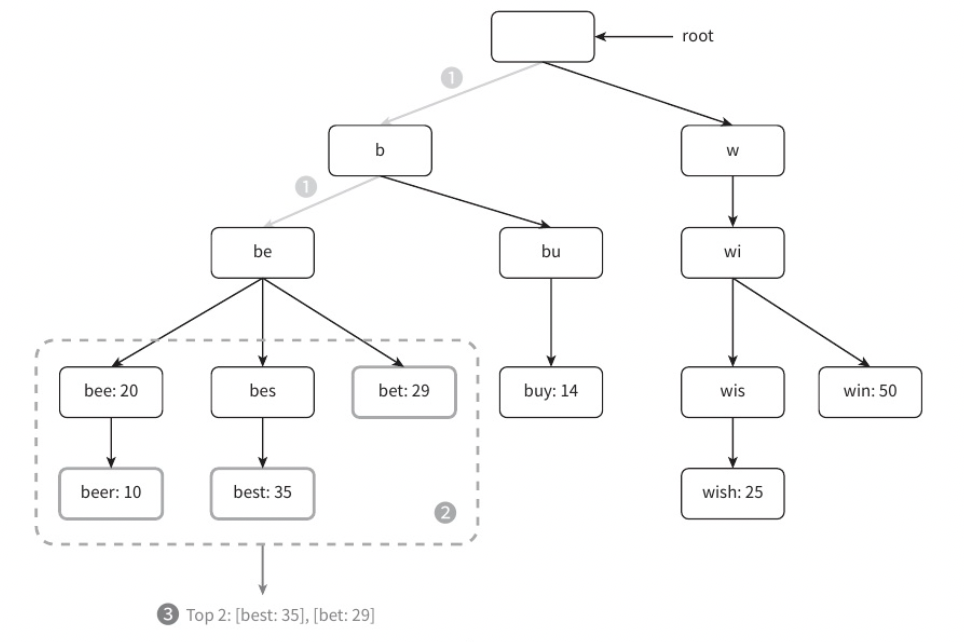 root
1
b
w
1
be
bu
wi
bee: 20
bes
bet: 29
buy: 14
wis
win: 50
beer: 10
best: 35
2
wish: 25
3 Top 2: [best: 35], [bet: 29]